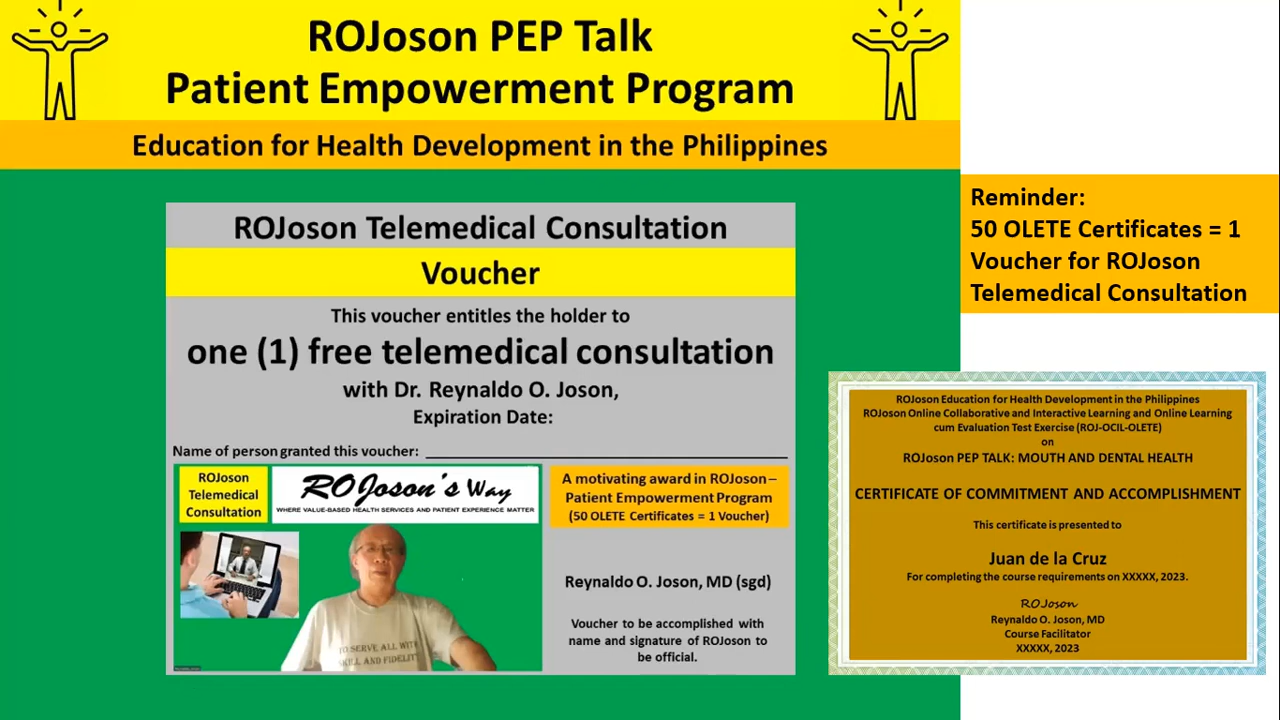 ROJoson PEP Talk
Patient Empowerment Program
Education for Health Development in the Philippines
ROJoson Telemedical Consultation
Voucher
This voucher entitles the holder to
one (1) free telemedical consultation
with Dr. Reynaldo O. Joson,
Expiration Date:
Name of person granted this voucher:
ROJoson
Telemedical
Consultation
ROJoson's Way
WHERE VALUE-BASED HEALTH SERVICES AND PATIENT EXPERIENCE MATTER
TO SERVE ALL WITH
SKILL AND FIDELITY
A motivating award in ROJoson –
Patient Empowerment Program
(50 OLETE Certificates = 1 Voucher)
Reynaldo O. Joson, MD (sgd)
Voucher to be accomplished with
name and signature of ROJoson to
be official.
Reminder:
50 OLETE Certificates = 1
Voucher for ROJoson
Telemedical Consultation
ROJoson Education for Health Development in the Philippines
ROJoson Online Collaborative and Interactive Learning and Online Learning
cum Evaluation Test Exercise (ROJ-OCIL-OLETE)
on
ROJoson PEP TALK: MOUTH AND DENTAL HEALTH
CERTIFICATE OF COMMITMENT AND ACCOMPLISHMENT
This certificate is presented to
Juan de la Cruz
For completing the course requirements on XXXXX, 2023.
ROJoson
Reynaldo O. Joson, MD
Course Facilitator
XXXXX, 2023